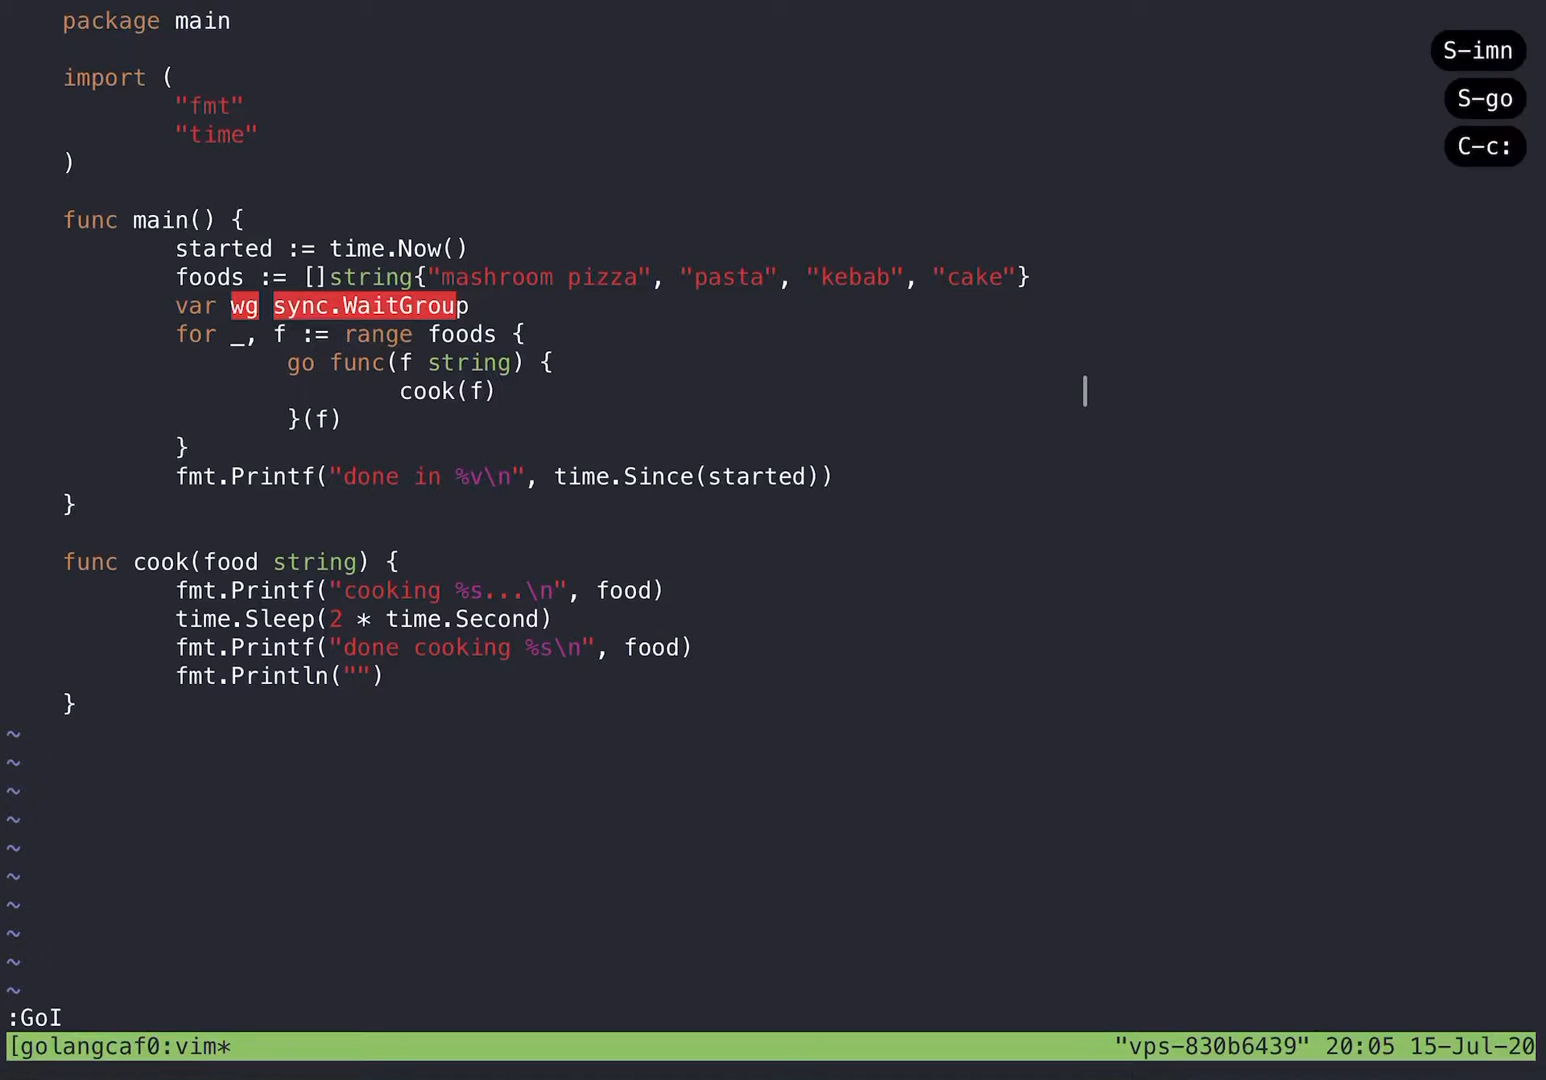 package main
S-imn
import (
"fmt"
S-go
"time"
C-c:
)
func main() {
started := time.Now()
foods := []string{"mashroom pizza", "pasta", "kebab", "cake"}
var wg sync.WaitGroup
for _, f := range foods {
go func(f string) {
cook(f)
}(f)
}
fmt.Printf("done in %v\n", time.Since(started))
}
func cook(food string) {
fmt.Printf("cooking %s...\n", food)
time.Sleep(2 * time.Second)
fmt.Printf("done cooking %s\n", food)
fmt.Println("")
}
~
~
~
~
~
~
~
~
~
~
:GoI
[golangcaf0:vim* "vps-830b6439" 20:05 15-Jul-20